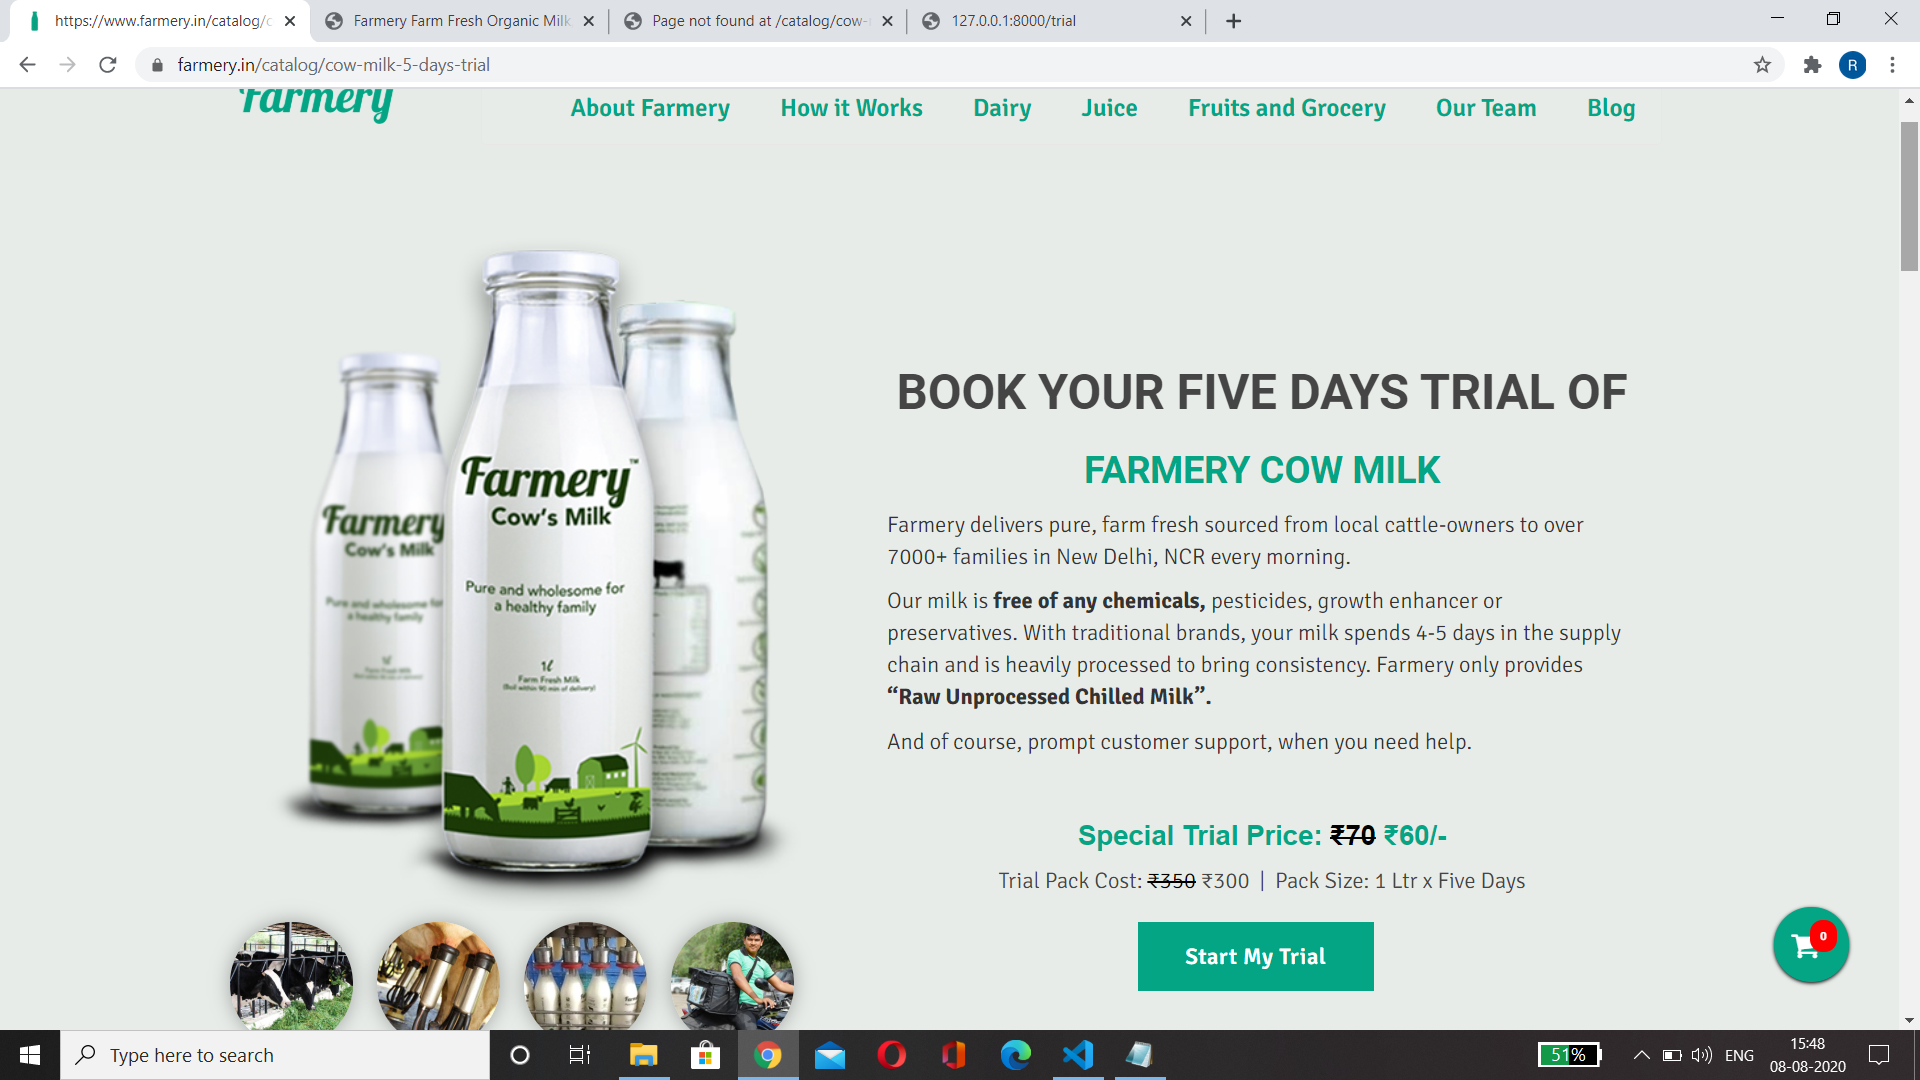 https://www.farmery.in/catalog/c
Farmery Farm Fresh Organic Milk
Page not found at /catalog/cow-
127.0.0.1:8000/trial
farmery.in/catalog/cow-milk-5-days-trial
R
Farmery
About Farmery
How it Works
Dairy
Juice
Fruits and Grocery
Our Team
Blog
Farmery™
Cow's Milk
Pure and wholesome for
a healthy family
1ℓ
Farm Fresh Milk
(Boil within 90 min of delivery)
Farmery
Cow's Milk
Pure and wholesome for
a healthy family
BOOK YOUR FIVE DAYS TRIAL OF
FARMERY COW MILK
Farmery delivers pure, farm fresh sourced from local cattle-owners to over
7000+ families in New Delhi, NCR every morning.
Our milk is free of any chemicals, pesticides, growth enhancer or
preservatives. With traditional brands, your milk spends 4-5 days in the supply
chain and is heavily processed to bring consistency. Farmery only provides
“Raw Unprocessed Chilled Milk”.
And of course, prompt customer support, when you need help.
Special Trial Price: ₹70 ₹60/-
Trial Pack Cost: ₹350 ₹300 | Pack Size: 1 Ltr x Five Days
Start My Trial
0
Type here to search
51%
ENG
15:48
08-08-2020